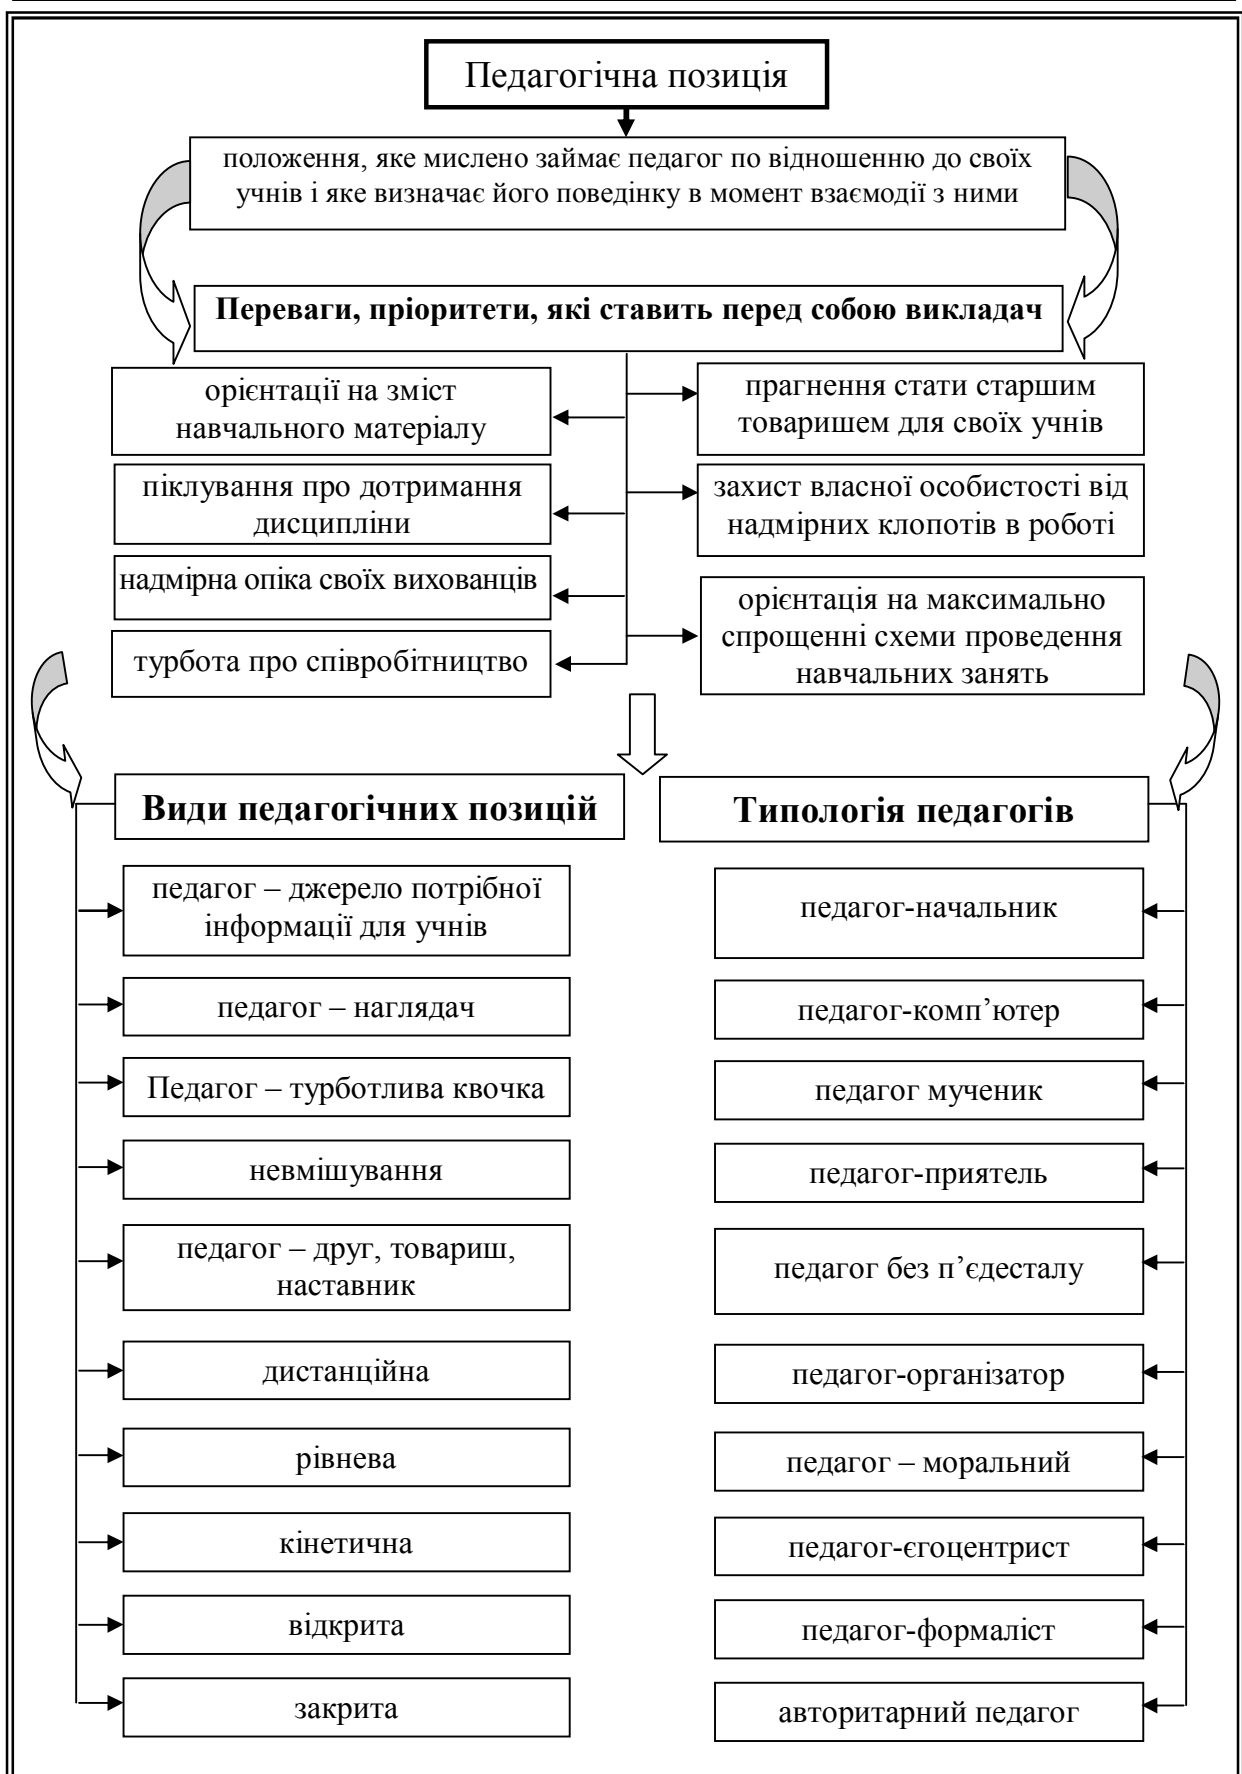 Педагогічна позиція
положення, яке мислено займає педагог по відношенню до своїх
учнів і яке визначає його поведінку в момент взаємодії з ними
Переваги, пріоритети, які ставить перед собою викладач
орієнтації на зміст
навчального матеріалу
піклування про дотримання
дисципліни
надмірна опіка своїх вихованців
турбота про співробітництво
прагнення стати старшим
товаришем для своїх учнів
захист власної особистості від
надмірних клопотів в роботі
орієнтація на максимально
спрощенні схеми проведення
навчальних занять
Види педагогічних позицій
педагог – джерело потрібної
інформації для учнів
педагог – наглядач
Педагог – турботлива квочка
невмішування
педагог – друг, товариш,
наставник
дистанційна
рівнева
кінетична
відкрита
закрита
Типологія педагогів
педагог-начальник
педагог-комп’ютер
педагог мученик
педагог-приятель
педагог без п’єдесталу
педагог-організатор
педагог – моральний
педагог-єгоцентрист
педагог-формаліст
авторитарний педагог